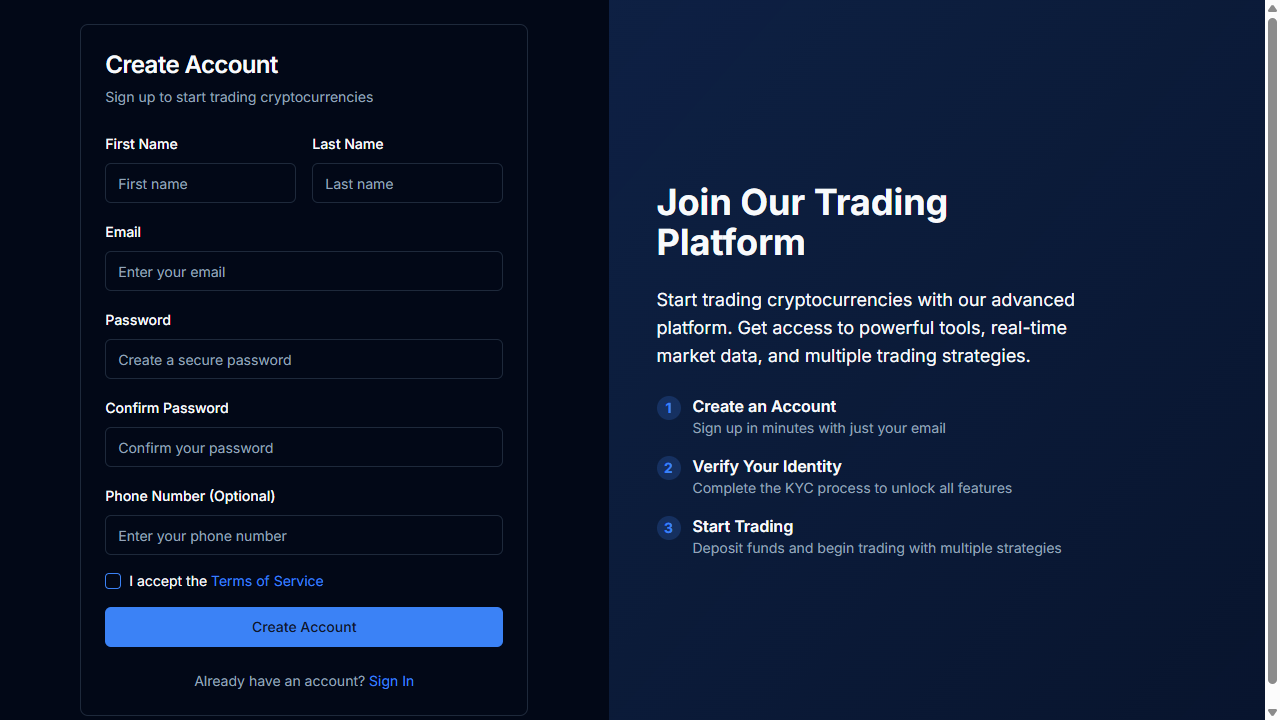 Create Account
Sign up to start trading cryptocurrencies
First Name
Last Name
First name
Last name
Email
Enter your email
Password
Create a secure password
Confirm Password
Confirm your password
Phone Number (Optional)
Enter your phone number
I accept the Terms of Service
Create Account
Already have an account? Sign In
Join Our Trading
Platform
Start trading cryptocurrencies with our advanced
platform. Get access to powerful tools, real-time
market data, and multiple trading strategies.
1 Create an Account
Sign up in minutes with just your email
2 Verify Your Identity
Complete the KYC process to unlock all features
3 Start Trading
Deposit funds and begin trading with multiple strategies